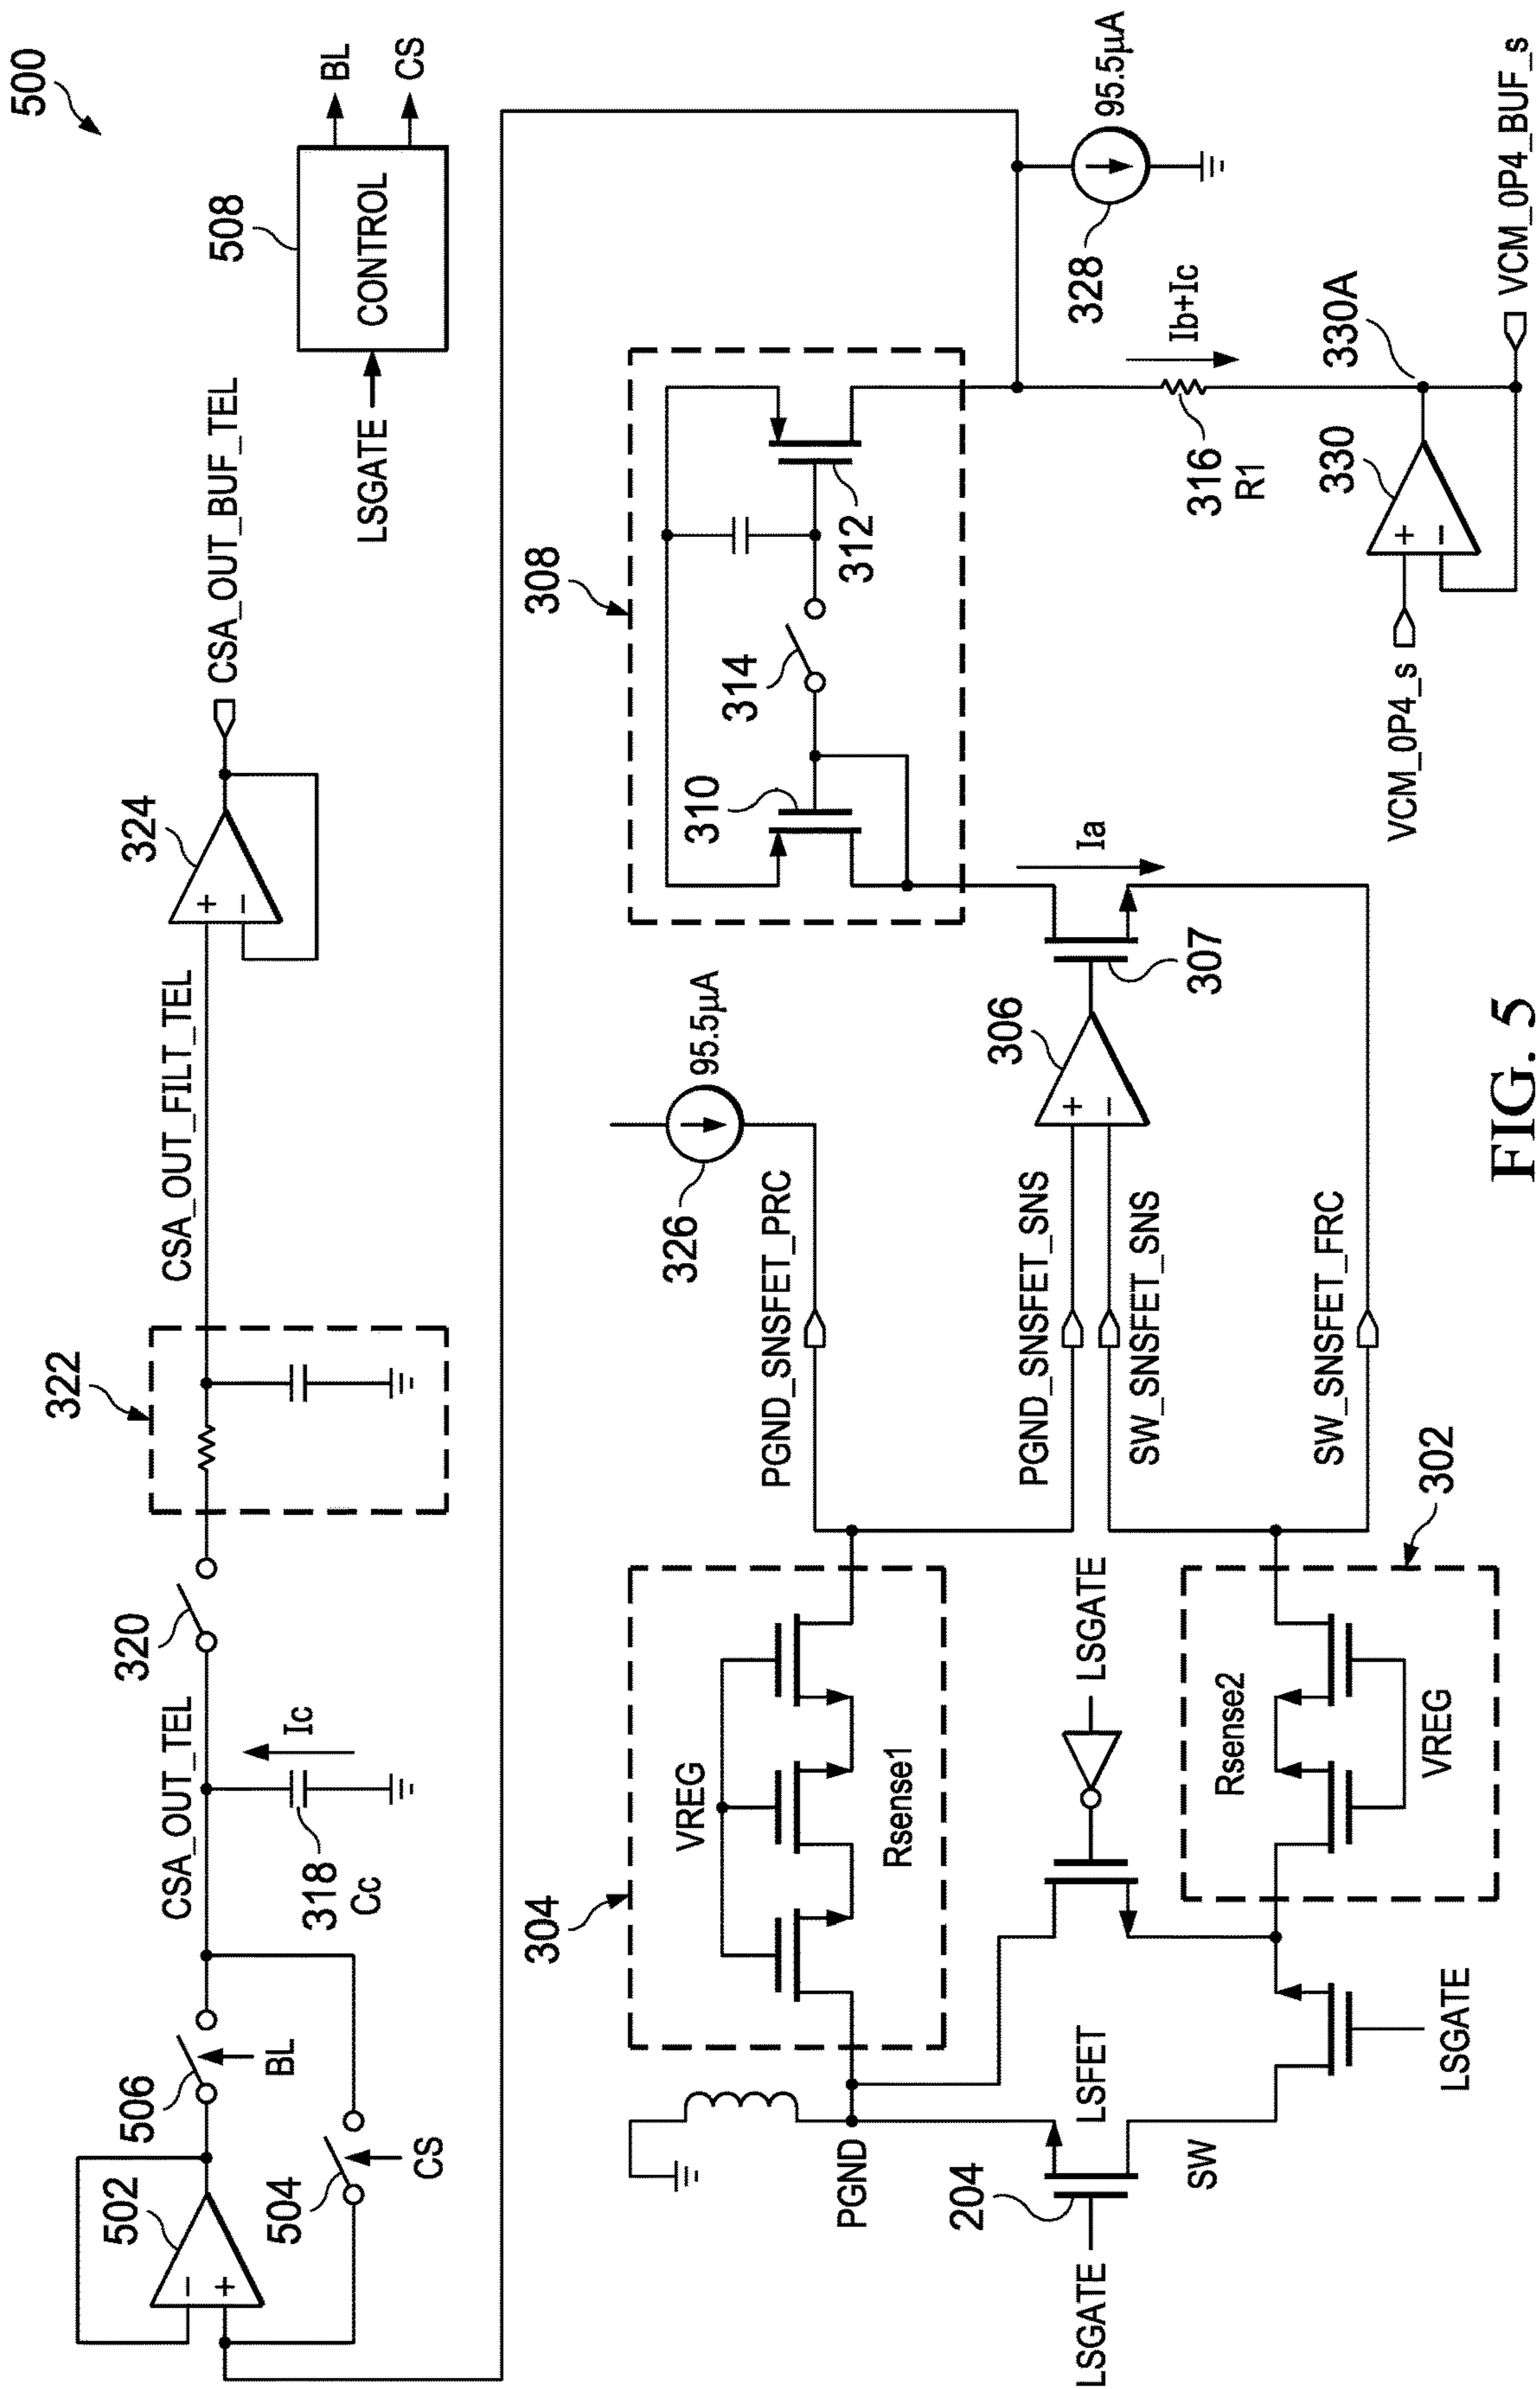 500
502
506
BL
504
CS
CSA_OUT_TEL
318
Cc
Ic
320
322
CSA_OUT_FILT_TEL
324
CSA_OUT_BUF_TEL
LSGATE
508
CONTROL
BL
CS
304
VREG
Rsense1
PGND
204
LSGATE
LSFET
SW
LSGATE
LSGATE
Rsense2
VREG
302
PGND_SNSFET_PRC
PGND_SNSFET_SNS
SW_SNSFET_SNS
SW_SNSFET_FRC
326
95.5µA
306
+
−
307
Ia
308
310
314
312
316
R1
Ib+Ic
328
95.5µA
330
330A
+
−
VCM_0P4_s
VCM_0P4_BUF_s
FIG. 5